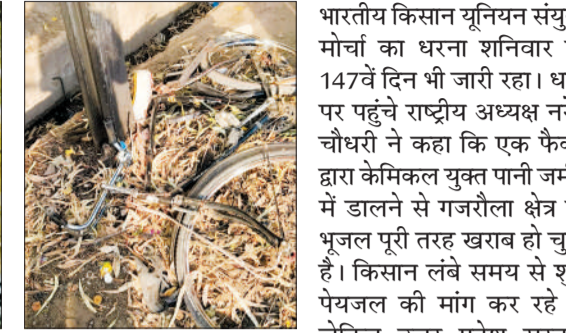 भारतीय किसान यूनियन
मोर्चा का धरना शनिवार
147वें दिन भी जारी रहा।
पर पहुंचे राष्ट्रीय अध्यक्ष
चौधरी ने कहा कि एक
द्वारा केमिकल युक्त पानी
में डालने से गजरौला क्षेत्र
भूजल पूरी तरह खराब हो
है। किसान लंबे समय से
पेयजल की मांग कर रहे